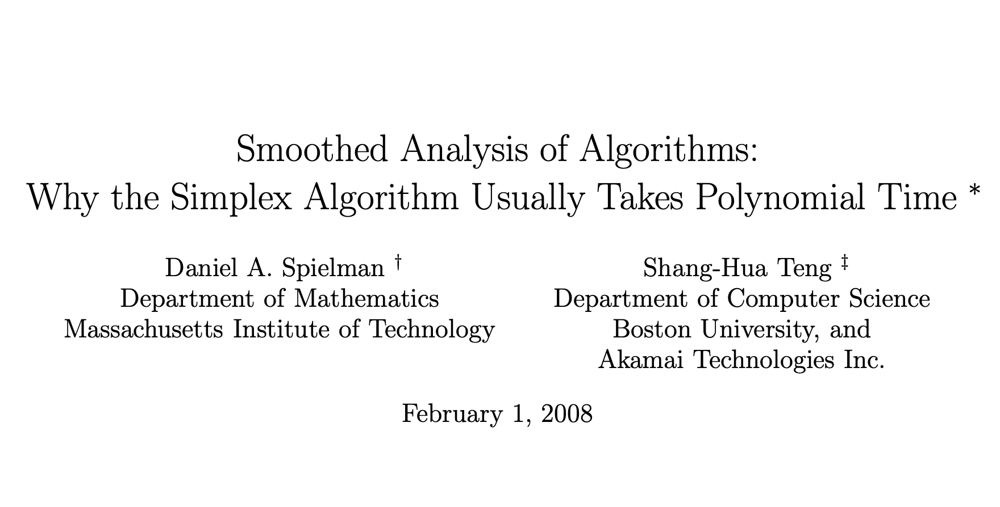 Smoothed Analysis of Algorithms:
Why the Simplex Algorithm Usually Takes Polynomial Time *
Daniel A. Spielman †
Department of Mathematics
Massachusetts Institute of Technology
Shang-Hua Teng ‡
Department of Computer Science
Boston University, and
Akamai Technologies Inc.
February 1, 2008